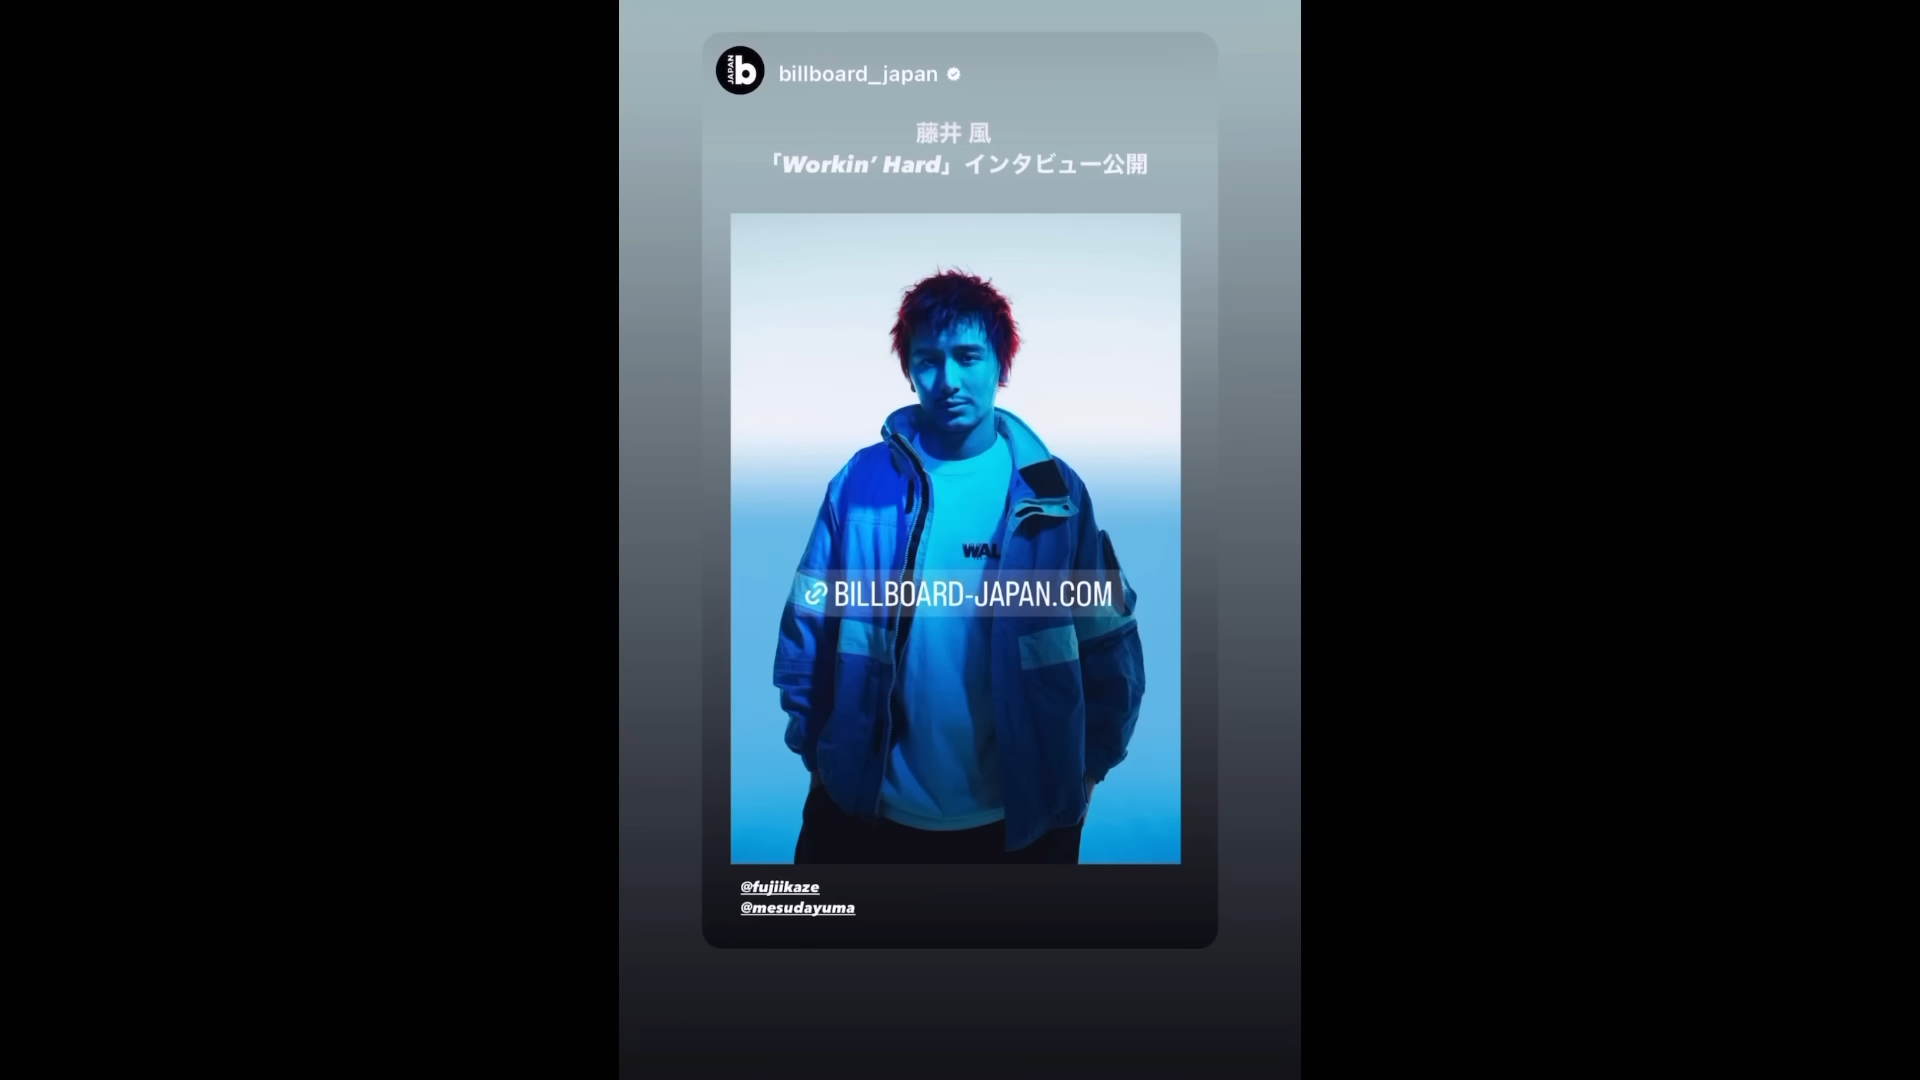 JAPAN b
billboard_japan
藤井 風
「Workin’ Hard」インタビュー公開
WAL
BILLBOARD-JAPAN.COM
@fujiikaze
@mesudayuma